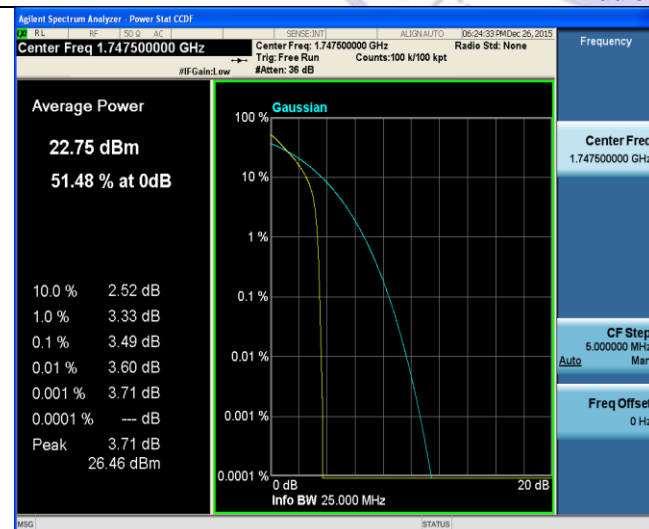 Agilent Spectrum Analyzer - Power Stat CCDF
RL RF 50 Ω AC SENSE:INT ALIGN AUTO 06:24:33 PM Dec 26, 2015
Center Freq 1.747500000 GHz
Center Freq: 1.747500000 GHz Radio Std: None
Trig: Free Run Counts:100 k/100 kpt
#IFGain:Low #Atten: 36 dB
Frequency
Average Power
22.75 dBm
51.48 % at 0dB
10.0 % 2.52 dB
1.0 % 3.33 dB
0.1 % 3.49 dB
0.01 % 3.60 dB
0.001 % 3.71 dB
0.0001 % --- dB
Peak 3.71 dB
26.46 dBm
Gaussian
100 %
10 %
1 %
0.1 %
0.01 %
0.001 %
0.0001 %
0 dB 20 dB
Info BW 25.000 MHz
Center Freq
1.747500000 GHz
CF Step
5.000000 MHz
Auto Man
Freq Offset
0 Hz
MSG STATUS